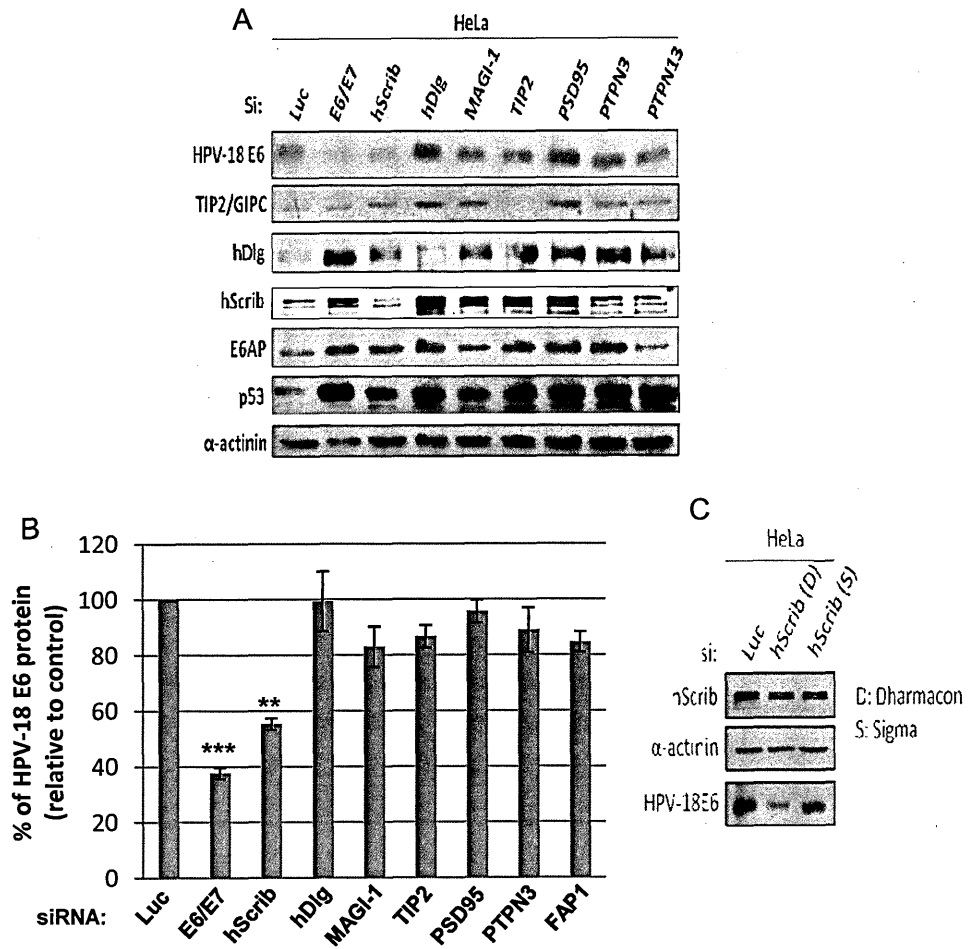 A
HeLa
Si: Luc E6/E7 hScrib hDlg MAGI-1 TIP2 PSD95 PTPN3 PTPN13
HPV-18 E6
TIP2/GIPC
hDlg
hScrib
E6AP
p53
α-actinin
B
% of HPV-18 E6 protein
(relative to control)
120
100
80
60
40
20
0
***
**
siRNA: Luc E6/E7 hScrib hDlg MAGI-1 TIP2 PSD95 PTPN3 FAP1
C
HeLa
si: Luc hScrib (D) hScrib (S)
hScrib
α-actinin
HPV-18E6
D: Dharmacon
S: Sigma